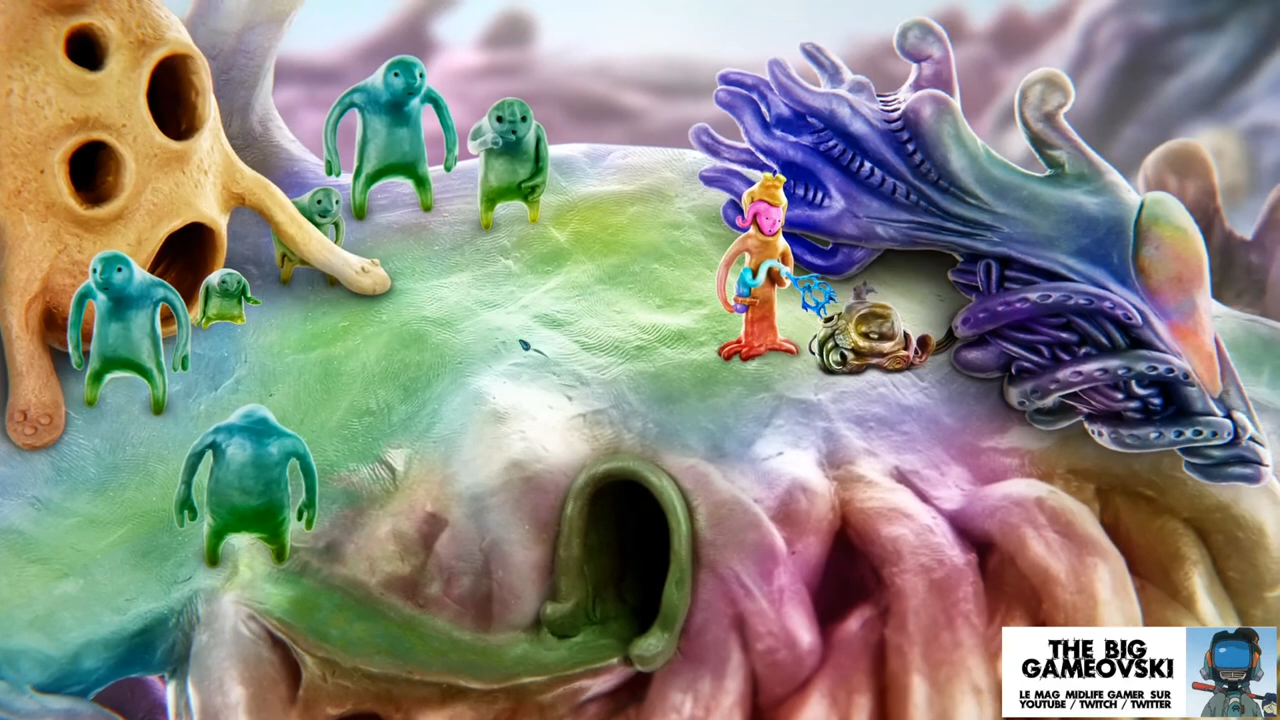 THE BIG
GAMEOVSKI
LE MAG MIDLIFE GAMER SUR
YOUTUBE / TWITCH / TWITTER